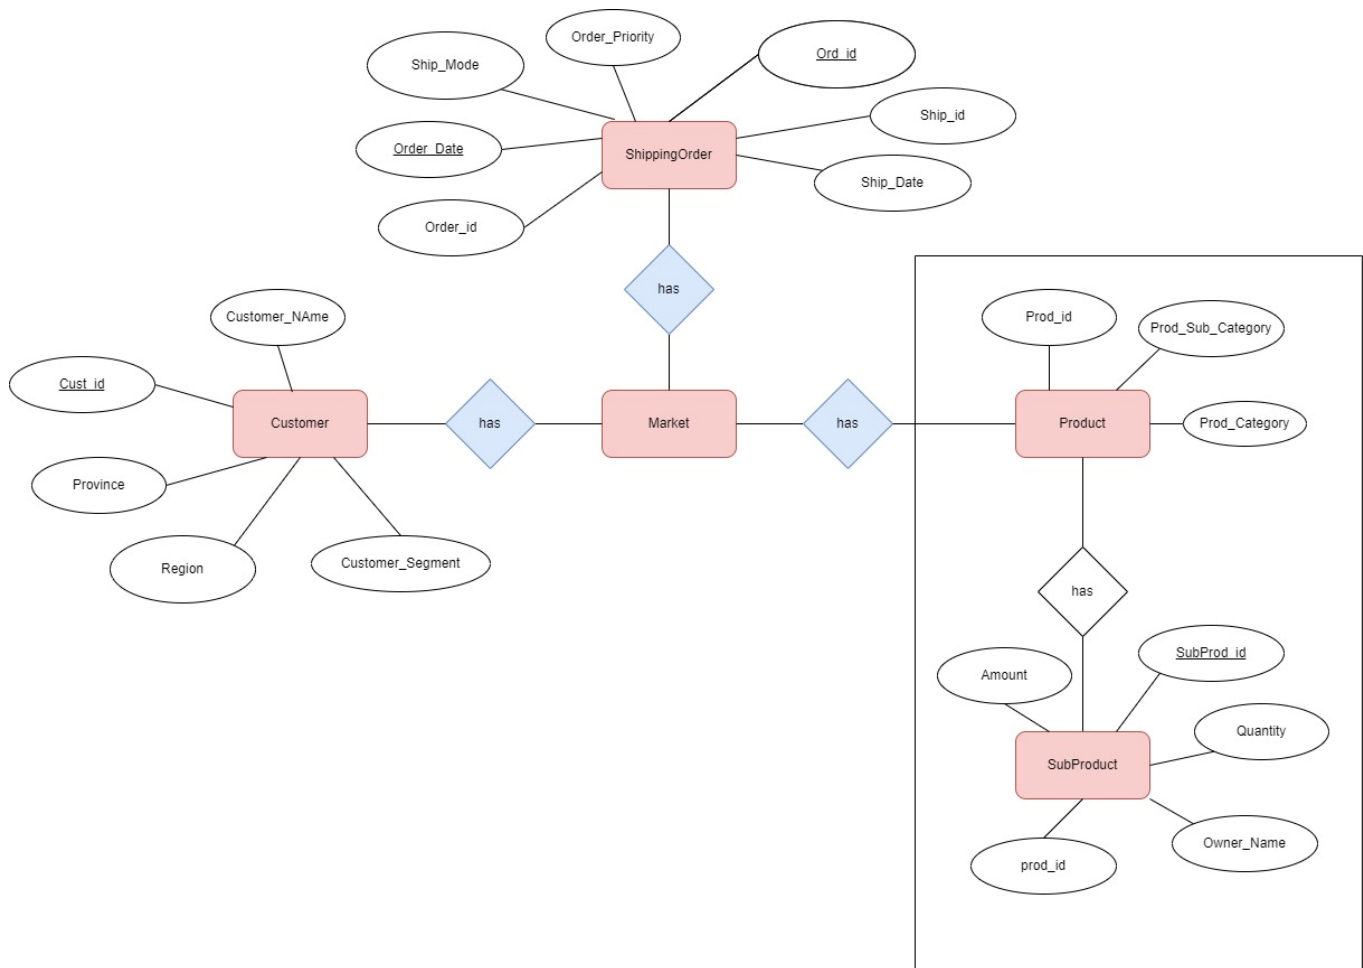 Order_Priority
Ord_id
Ship_Mode
Ship_id
Order_Date
ShippingOrder
Ship_Date
Order_id
has
Customer_NAme
Prod_id
Prod_Sub_Category
Cust_id
Customer
has
Market
has
Product
Prod_Category
Province
Region
Customer_Segment
has
SubProd_id
Amount
Quantity
SubProduct
Owner_Name
prod_id